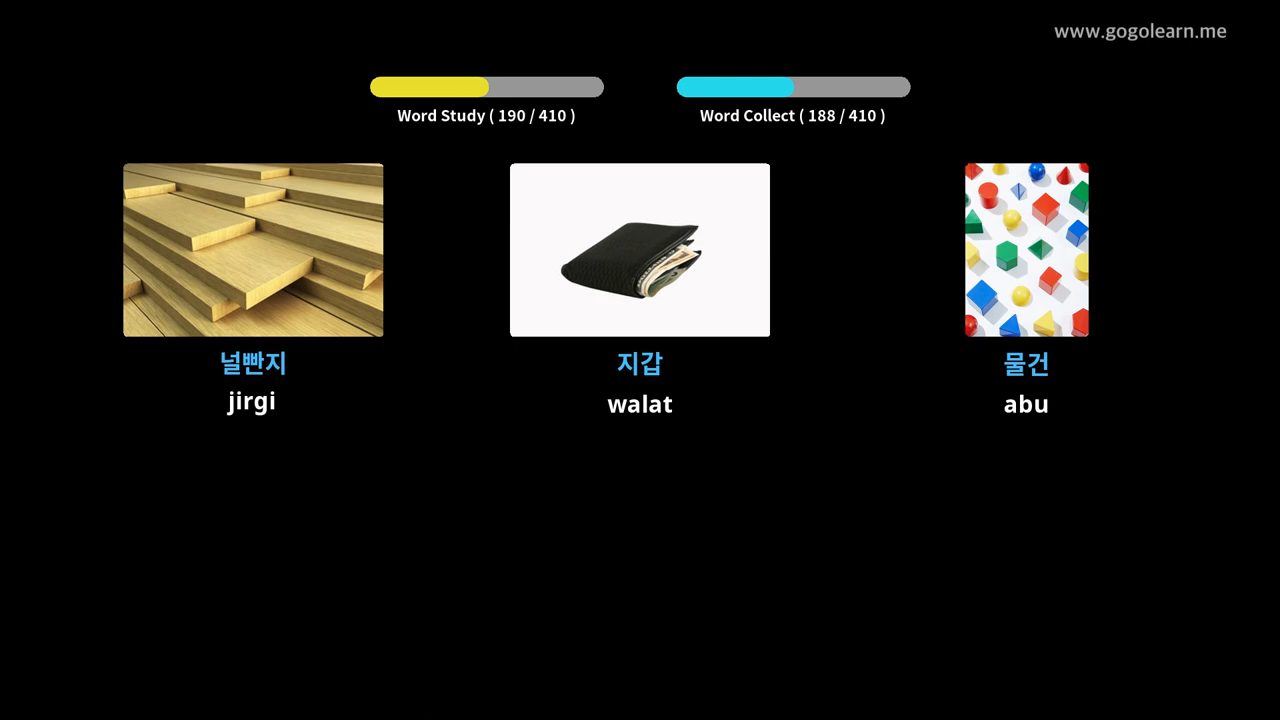 www.gogolearn.me
Word Study ( 190 / 410 )
Word Collect ( 188 / 410 )
널빤지
jirgi
지갑
walat
물건
abu